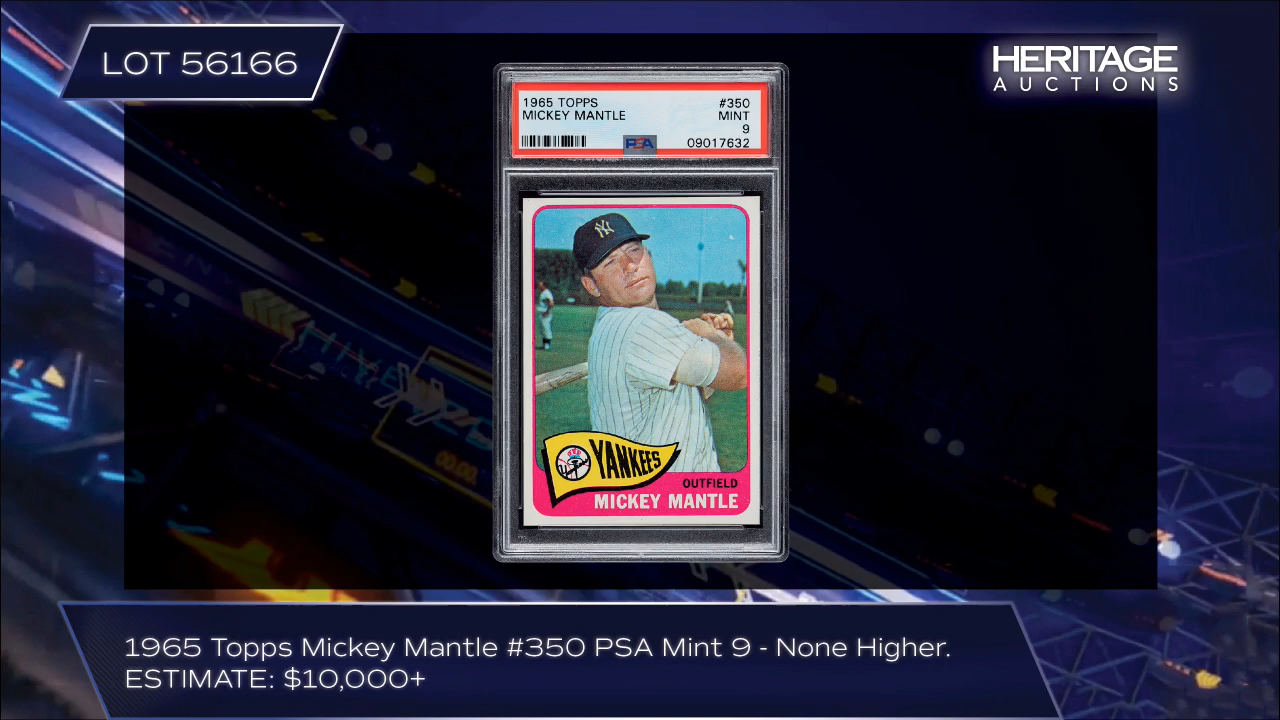 LOT 56166
HERITAGE
AUCTIONS
1965 TOPPS #350
MICKEY MANTLE MINT
9
PSA 09017632
NY
YANKEES
OUTFIELD
MICKEY MANTLE
1965 Topps Mickey Mantle #350 PSA Mint 9 - None Higher.
ESTIMATE: $10,000+